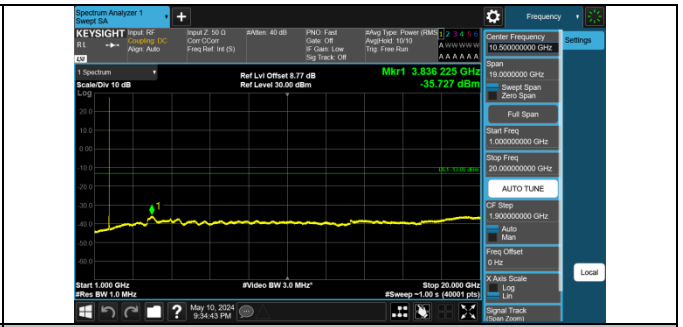 Spectrum Analyzer 1
Swept SA
+
Frequency
KEYSIGHT
Input: RF
Input Z: 50 Ω
#Atten: 40 dB
PNO: Fast
#Avg Type: Power (RMS
1 2 3 4 5 6
RL
Coupling: DC
Corr CCorr
Gate: Off
Avg|Hold: 10/10
A W W W W W
Align: Auto
Freq Ref: Int (S)
IF Gain: Low
Trig: Free Run
Sig Track: Off
A A A A A A
LW
1 Spectrum
Scale/Div 10 dB
Ref Lvl Offset 8.77 dB
Ref Level 30.00 dBm
Mkr1 3.836 225 GHz
-35.727 dBm
Log
20.0
10.0
0.00
-10.0
DL1 -13.00 dBm
-20.0
-30.0
1
-40.0
-50.0
-60.0
Start 1.000 GHz
#Video BW 3.0 MHz*
Stop 20.000 GHz
#Res BW 1.0 MHz
#Sweep ~1.00 s (40001 pts)
?
May 10, 2024
9:34:43 PM
Center Frequency
10.500000000 GHz
Settings
Span
19.0000000 GHz
Swept Span
Zero Span
Full Span
Start Freq
1.000000000 GHz
Stop Freq
20.000000000 GHz
AUTO TUNE
CF Step
1.900000000 GHz
Auto
Man
Freq Offset
0 Hz
X Axis Scale
Log
Lin
Local
Signal Track
(Span Zoom)